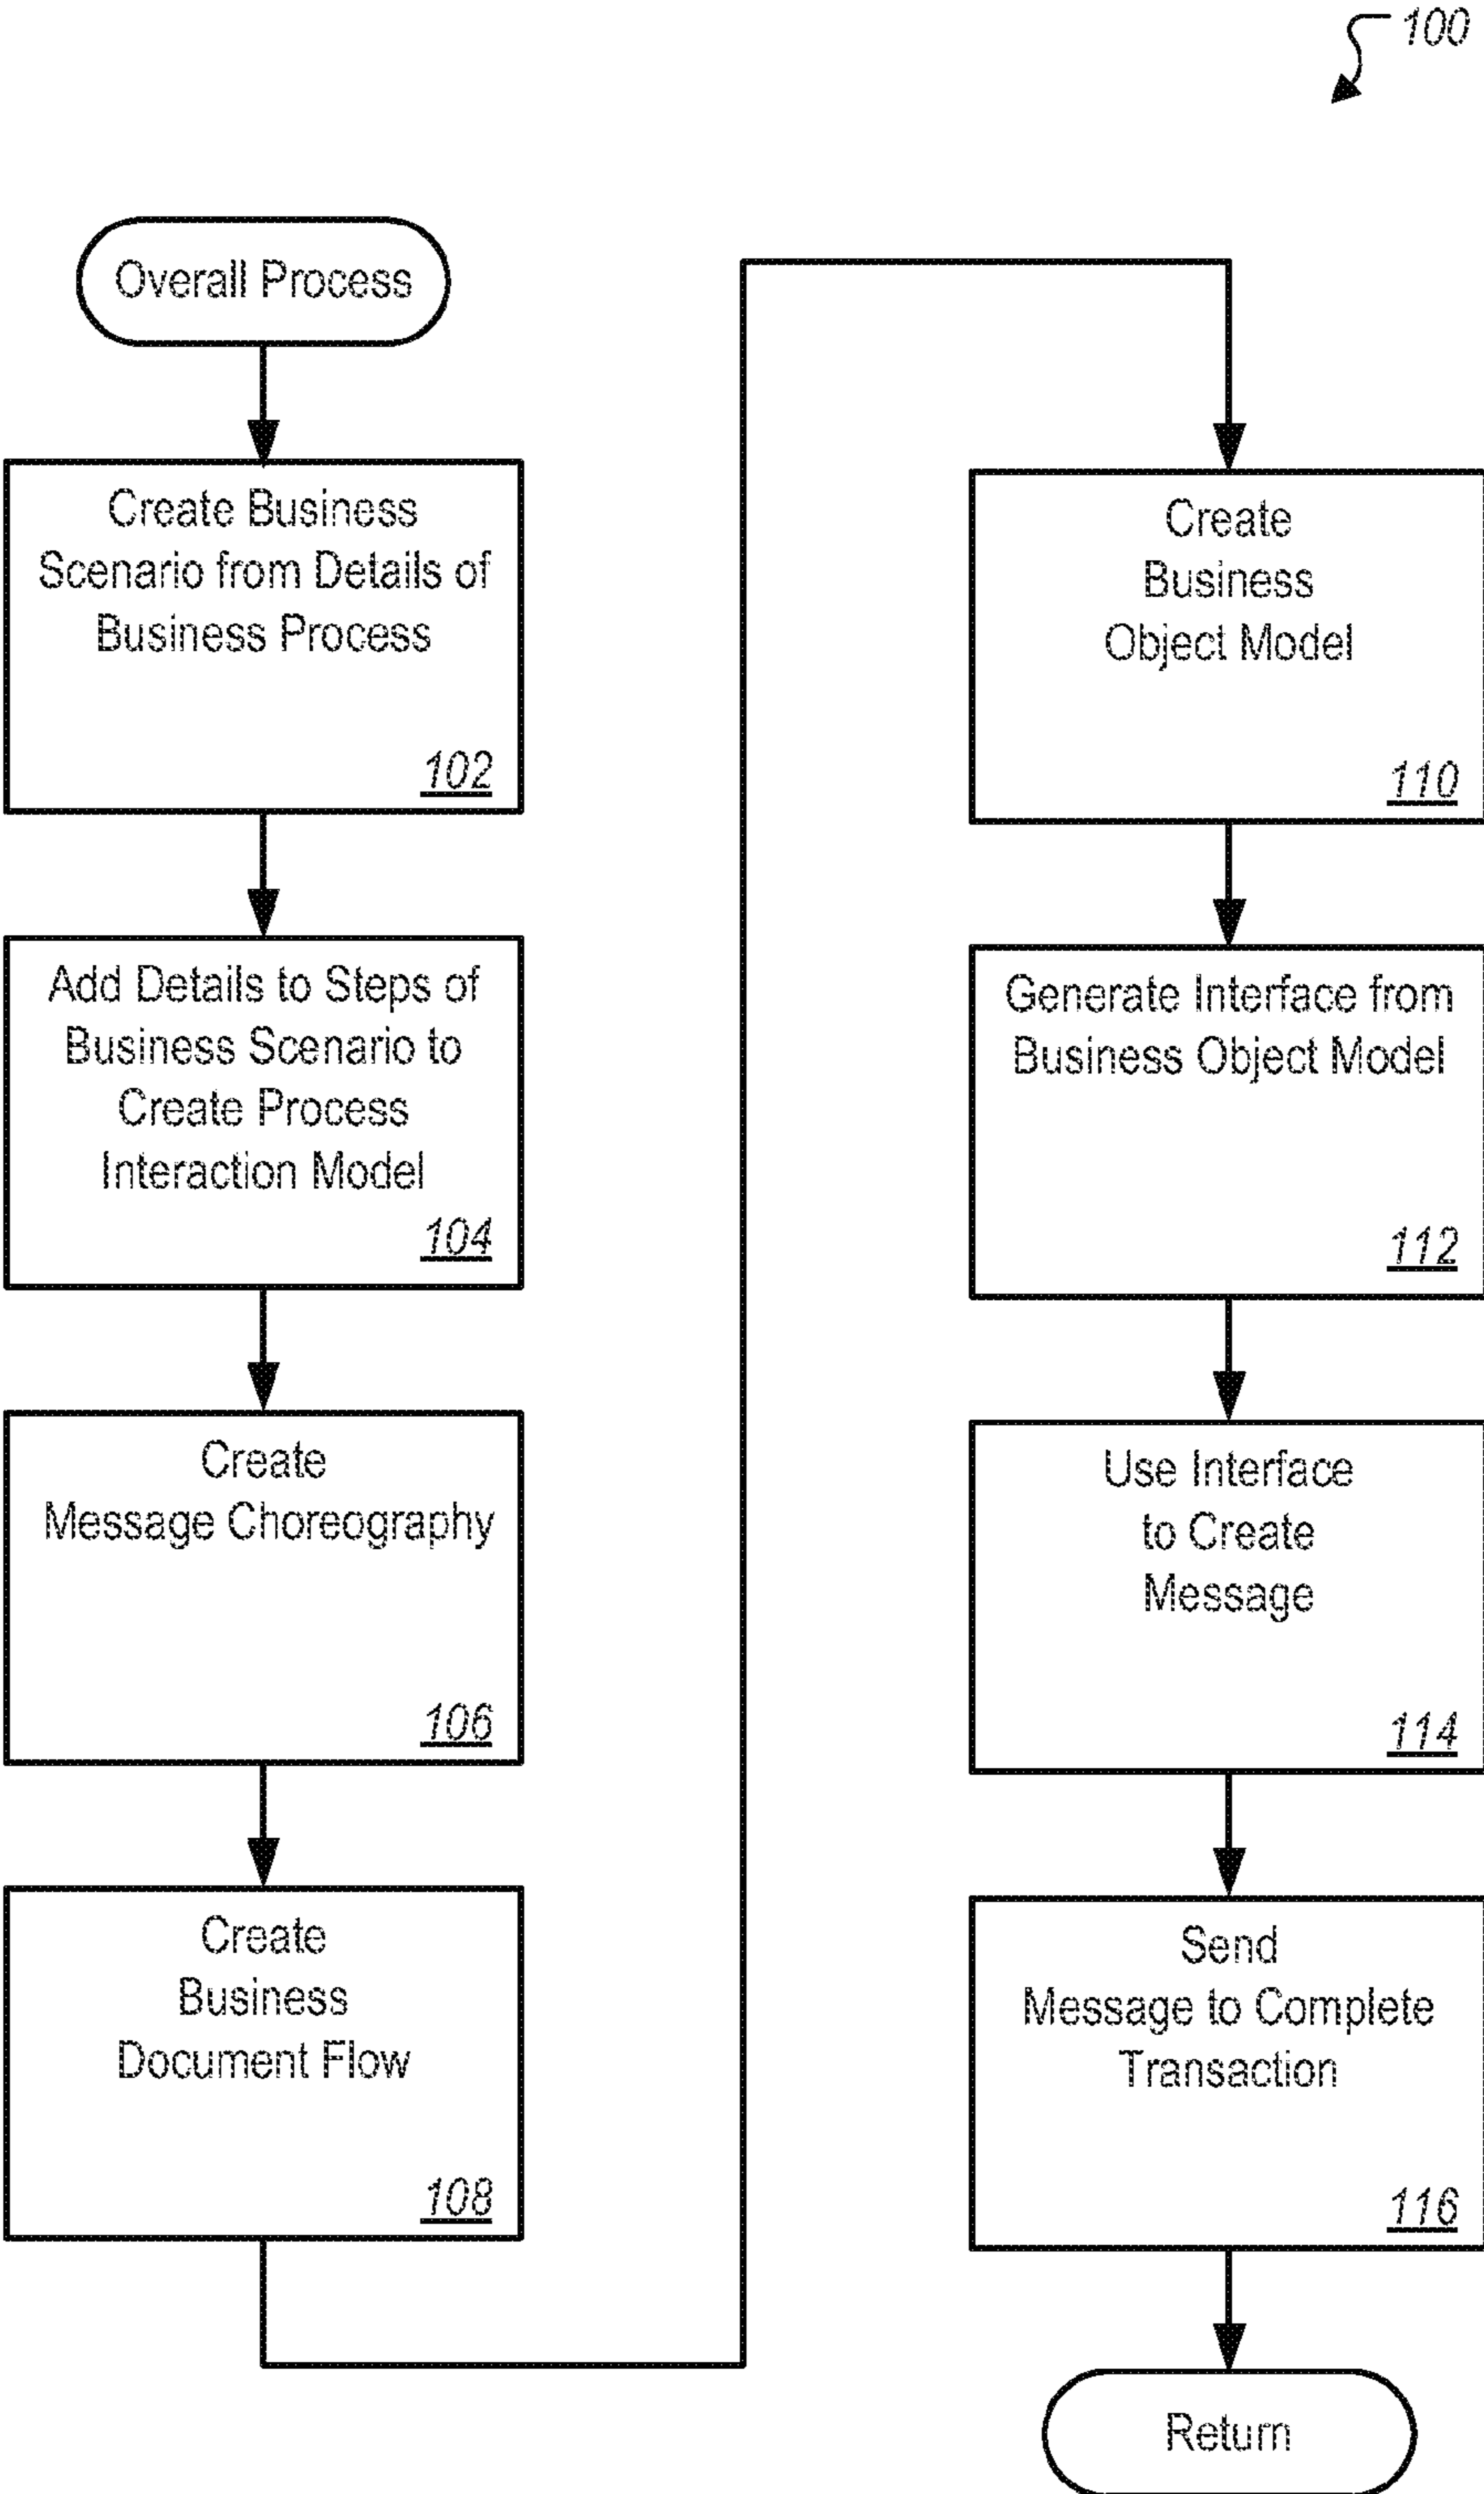 100
Overall Process
Create Business
Scenario from Details of
Business Process
102
Add Details to Steps of
Business Scenario to
Create Process
Interaction Model
104
Create
Message Choreography
106
Create
Business
Document Flow
108
Create
Business
Object Model
110
Generate Interface from
Business Object Model
112
Use Interface
to Create
Message
114
Send
Message to Complete
Transaction
116
Return